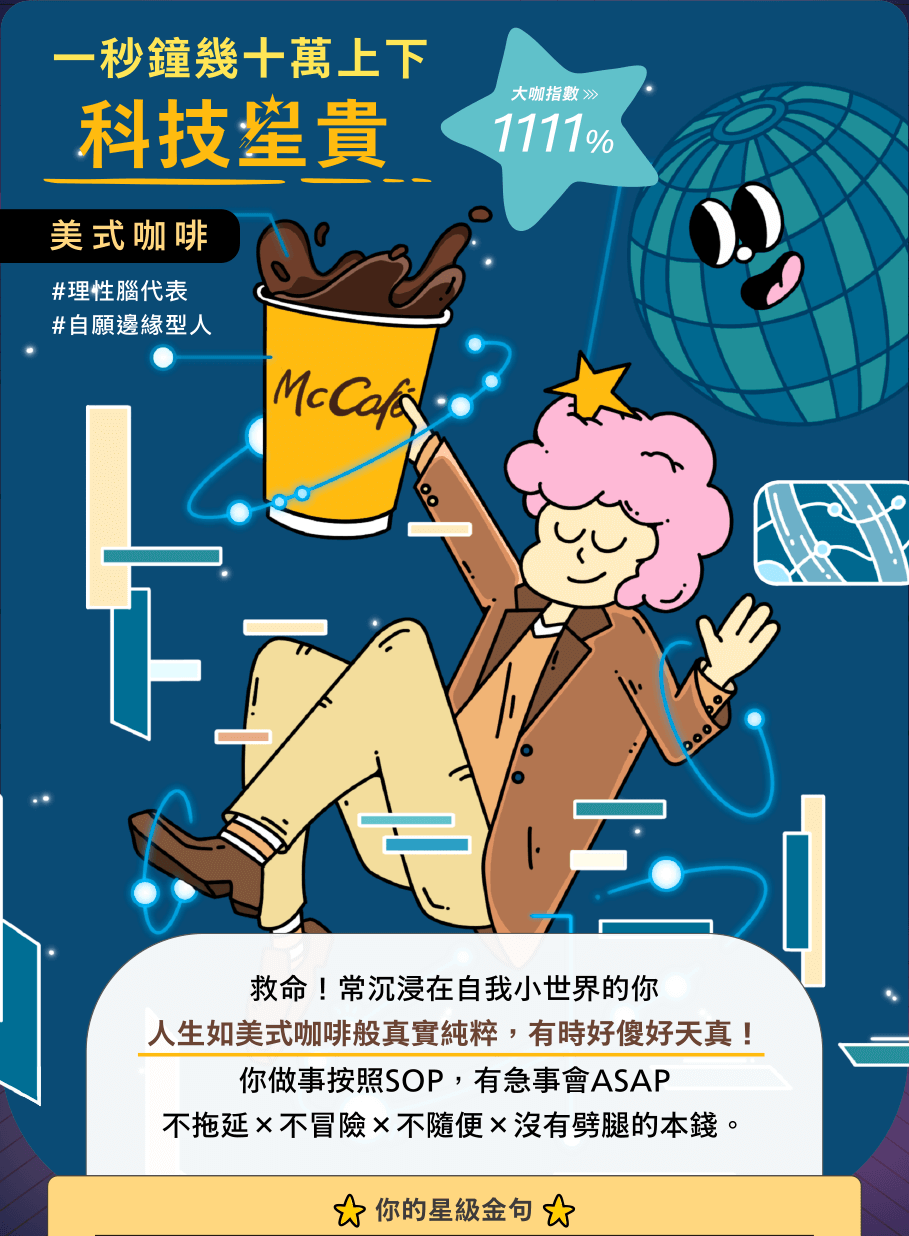 一秒鐘幾十萬上下
科技星貴
大咖指數
1111%
美式咖啡
#理性腦代表
#自願邊緣型人
McCafé
救命！常沉浸在自我小世界的你
人生如美式咖啡般真實純粹，有時好傻好天真！
你做事按照SOP，有急事會ASAP
不拖延×不冒險×不隨便×沒有劈腿的本錢。
你的星級金句